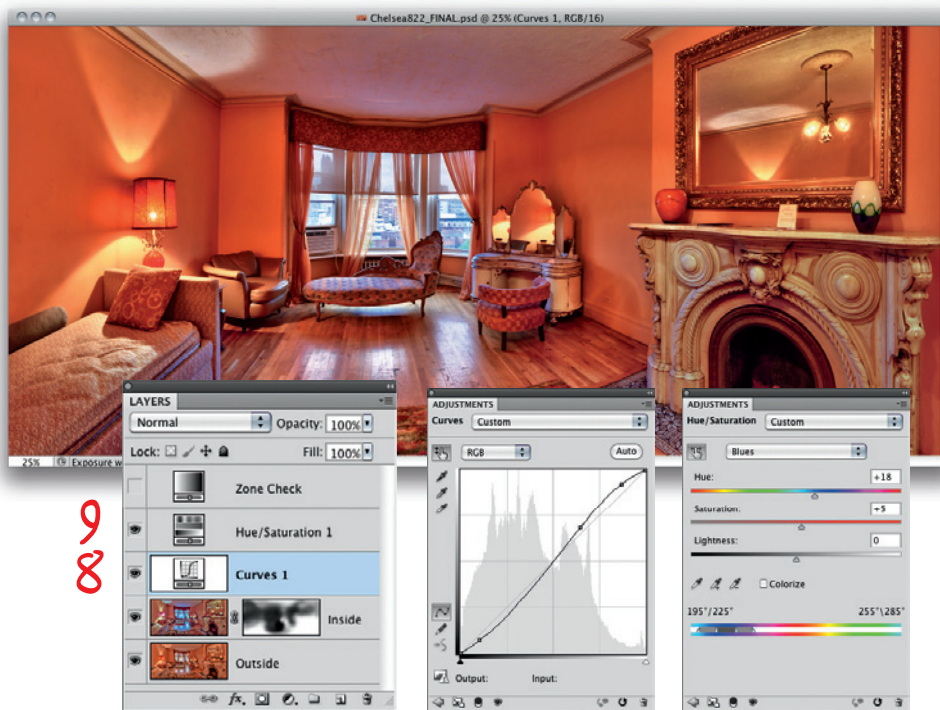 Chelsea822_FINAL.psd @ 25% (Curves 1, RGB/16)
25% Exposure w
9
8
LAYERS
Normal Opacity: 100%
Lock: Fill: 100%
Zone Check
Hue/Saturation 1
Curves 1
Inside
Outside
fx.
ADJUSTMENTS
Curves Custom
RGB Auto
Output: Input:
ADJUSTMENTS
Hue/Saturation Custom
Blues
Hue: +18
Saturation: +5
Lightness: 0
Colorize
195°/225° 255°\285°